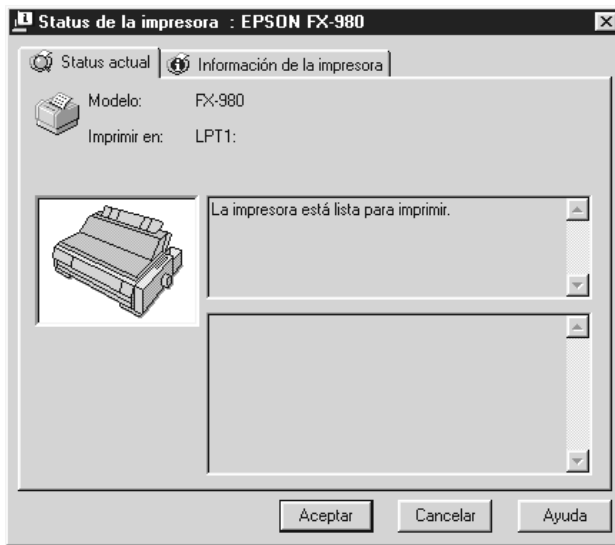 Status de la impresora : EPSON FX-980
Status actual
Información de la impresora
Modelo: FX-980
Imprimir en: LPT1:
La impresora está lista para imprimir.
Aceptar
Cancelar
Ayuda